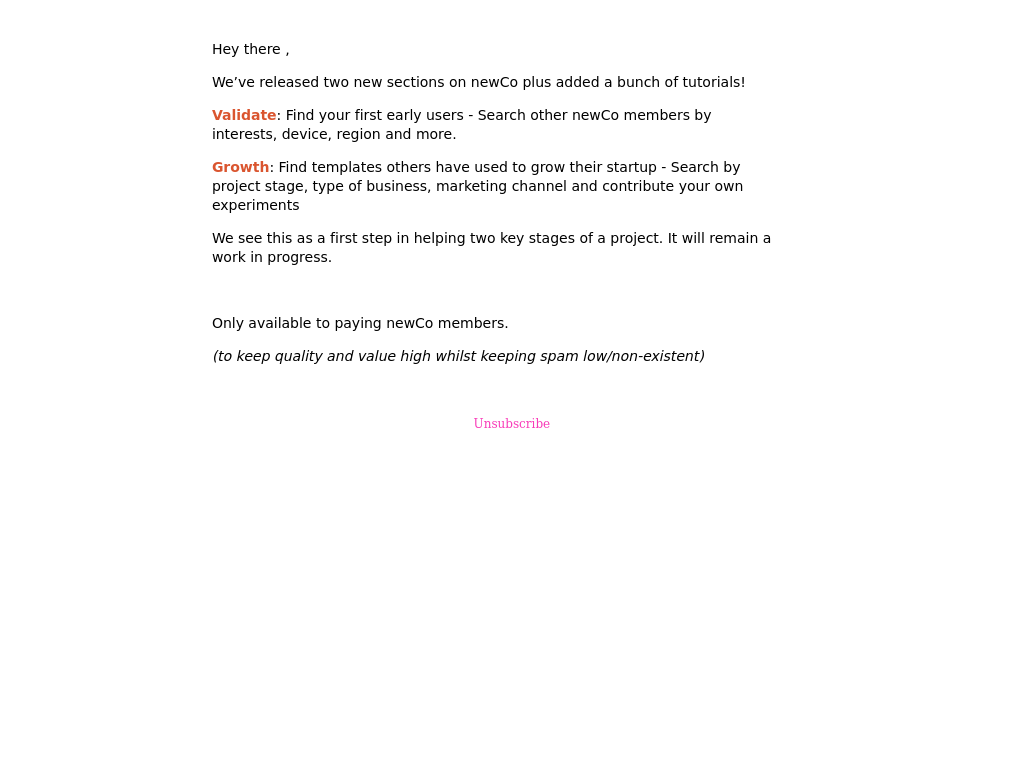 Hey there ,
We’ve released two new sections on newCo plus added a bunch of tutorials!
Validate: Find your first early users - Search other newCo members by
interests, device, region and more.
Growth: Find templates others have used to grow their startup - Search by
project stage, type of business, marketing channel and contribute your own
experiments
We see this as a first step in helping two key stages of a project. It will remain a
work in progress.
Only available to paying newCo members.
(to keep quality and value high whilst keeping spam low/non-existent)
Unsubscribe